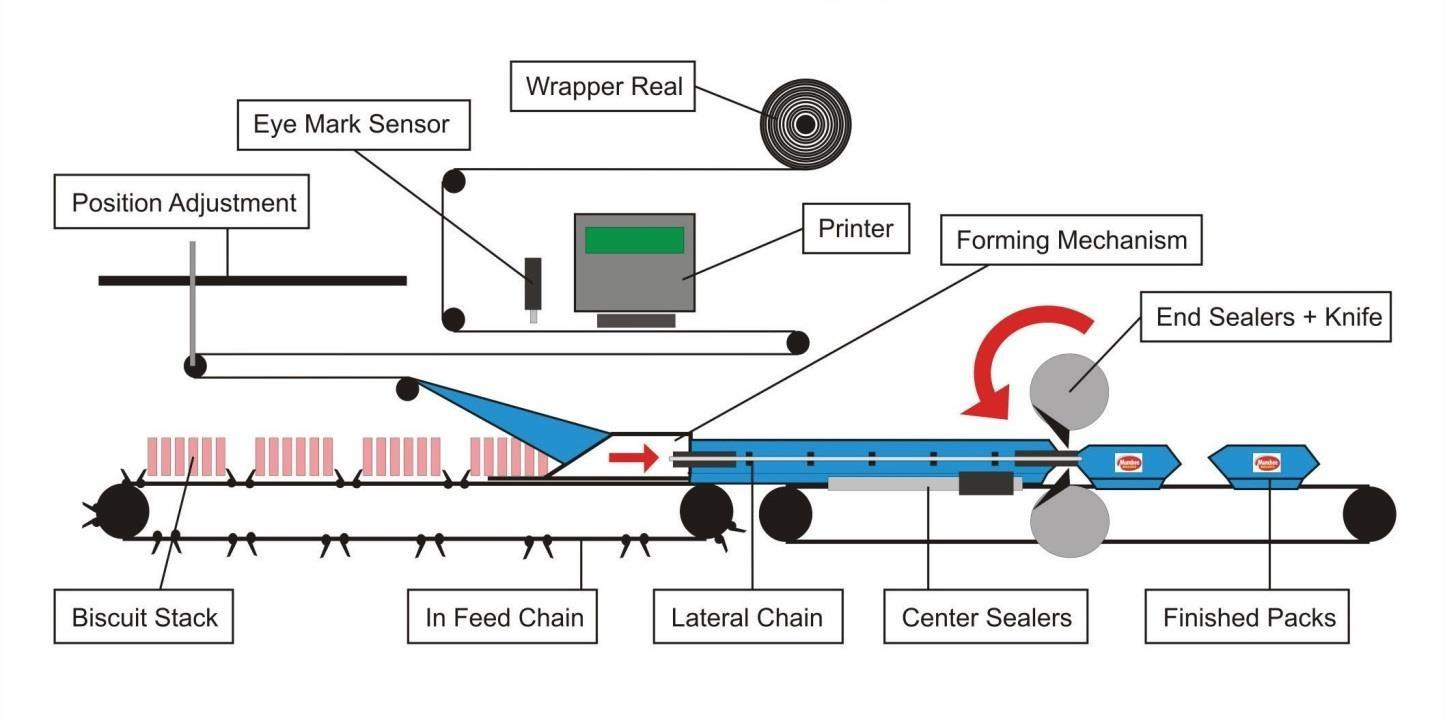 Wrapper Real
Eye Mark Sensor
Position Adjustment
Printer
Forming Mechanism
End Sealers + Knife
Biscuit Stack
In Feed Chain
Lateral Chain
Center Sealers
Finished Packs